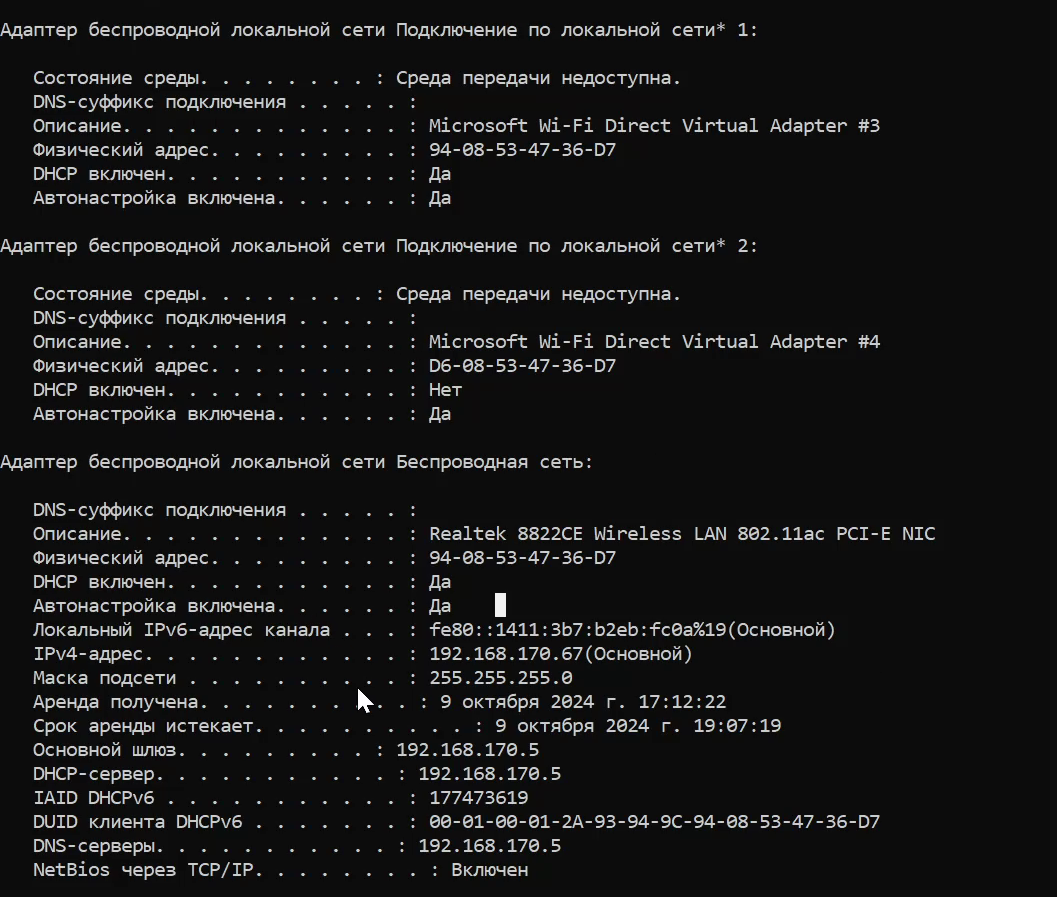 Адаптер беспроводной локальной сети Подключение по локальной сети* 1:
Состояние среды. . . . . . . . : Среда передачи недоступна.
DNS-суффикс подключения . . . . . :
Описание. . . . . . . . . . . . . : Microsoft Wi-Fi Direct Virtual Adapter #3
Физический адрес. . . . . . . . . : 94-08-53-47-36-D7
DHCP включен. . . . . . . . . . . : Да
Автонастройка включена. . . . . . : Да
Адаптер беспроводной локальной сети Подключение по локальной сети* 2:
Состояние среды. . . . . . . . : Среда передачи недоступна.
DNS-суффикс подключения . . . . . :
Описание. . . . . . . . . . . . . : Microsoft Wi-Fi Direct Virtual Adapter #4
Физический адрес. . . . . . . . . : D6-08-53-47-36-D7
DHCP включен. . . . . . . . . . . : Нет
Автонастройка включена. . . . . . : Да
Адаптер беспроводной локальной сети Беспроводная сеть:
DNS-суффикс подключения . . . . . :
Описание. . . . . . . . . . . . . : Realtek 8822CE Wireless LAN 802.11ac PCI-E NIC
Физический адрес. . . . . . . . . : 94-08-53-47-36-D7
DHCP включен. . . . . . . . . . . : Да
Автонастройка включена. . . . . . : Да
Локальный IPv6-адрес канала . . . : fe80::1411:3b7:b2eb:fc0a%19(Основной)
IPv4-адрес. . . . . . . . . . . . : 192.168.170.67(Основной)
Маска подсети . . . . . . . . . . : 255.255.255.0
Аренда получена. . . . . . . . . . : 9 октября 2024 г. 17:12:22
Срок аренды истекает. . . . . . . . . . : 9 октября 2024 г. 19:07:19
Основной шлюз. . . . . . . . . : 192.168.170.5
DHCP-сервер. . . . . . . . . . . : 192.168.170.5
IAID DHCPv6 . . . . . . . . . . . : 177473619
DUID клиента DHCPv6 . . . . . . . : 00-01-00-01-2A-93-94-9C-94-08-53-47-36-D7
DNS-серверы. . . . . . . . . . . : 192.168.170.5
NetBios через TCP/IP. . . . . . . . : Включен